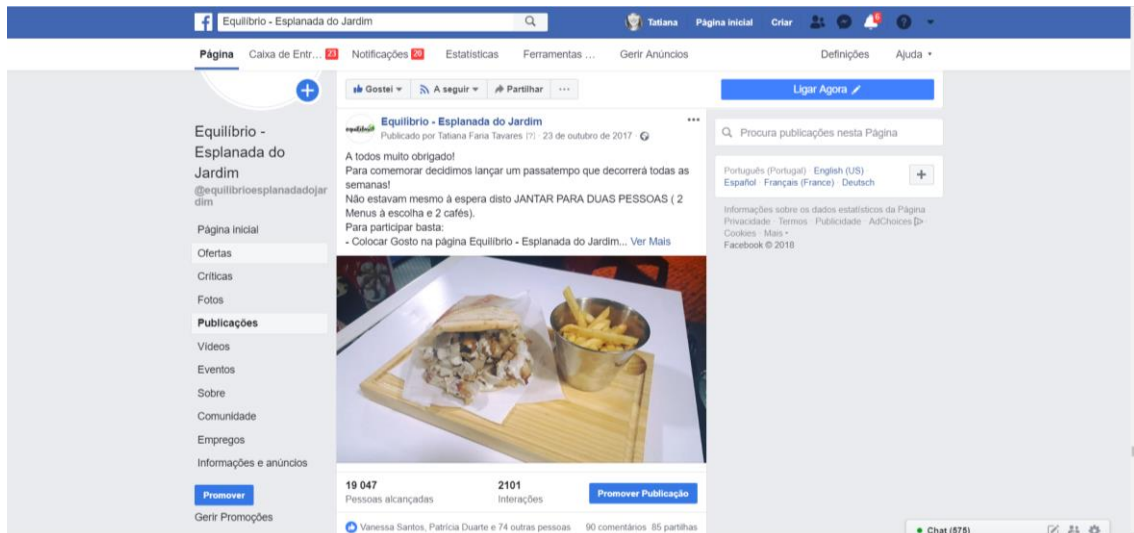 Equilíbrio - Esplanada do Jardim
Tatiana Página inicial Criar 6
Página Caixa de Entr... 23 Notificações 20 Estatísticas Ferramentas ... Gerir Anúncios Definições Ajuda
Gostei A seguir Partilhar ...
Ligar Agora
Equilíbrio -
Esplanada do
Jardim
@equilibrioesplanadadojar
dim
Página inicial
Ofertas
Críticas
Fotos
Publicações
Vídeos
Eventos
Sobre
Comunidade
Empregos
Informações e anúncios
Promover
Gerir Promoções
equilíbrio
Equilíbrio - Esplanada do Jardim
Publicado por Tatiana Faria Tavares [?] · 23 de outubro de 2017 ·
A todos muito obrigado!
Para comemorar decidimos lançar um passatempo que decorrerá todas as
semanas!
Não estavam mesmo à espera disto JANTAR PARA DUAS PESSOAS ( 2
Menus à escolha e 2 cafés).
Para participar basta:
- Colocar Gosto na página Equilíbrio - Esplanada do Jardim... Ver Mais
19 047
Pessoas alcançadas
2101
Interações
Promover Publicação
Vanessa Santos, Patrícia Duarte e 74 outras pessoas 90 comentários 85 partilhas
Procura publicações nesta Página
Português (Portugal) · English (US)
Español · Français (France) · Deutsch
Informações sobre os dados estatísticos da Página
Privacidade · Termos · Publicidade · AdChoices ·
Cookies · Mais
Facebook © 2018
Chat (575)